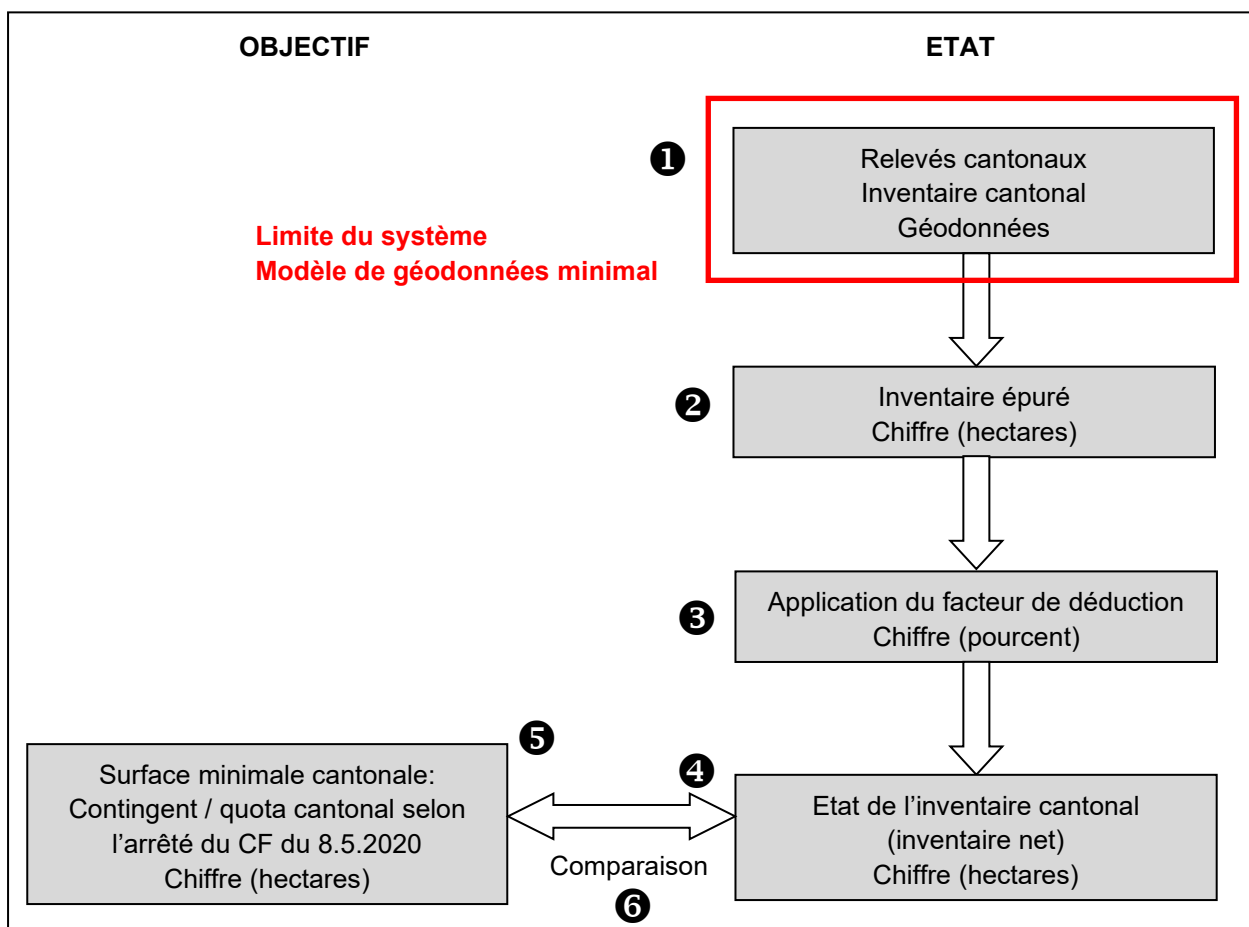 OBJECTIF
ETAT
❶
Relevés cantonaux
Inventaire cantonal
Géodonnées
Limite du système
Modèle de géodonnées minimal
❷
Inventaire épuré
Chiffre (hectares)
❸
Application du facteur de déduction
Chiffre (pourcent)
❺
Surface minimale cantonale:
Contingent / quota cantonal selon
l’arrêté du CF du 8.5.2020
Chiffre (hectares)
❹
Etat de l’inventaire cantonal
(inventaire net)
Chiffre (hectares)
Comparaison
❻